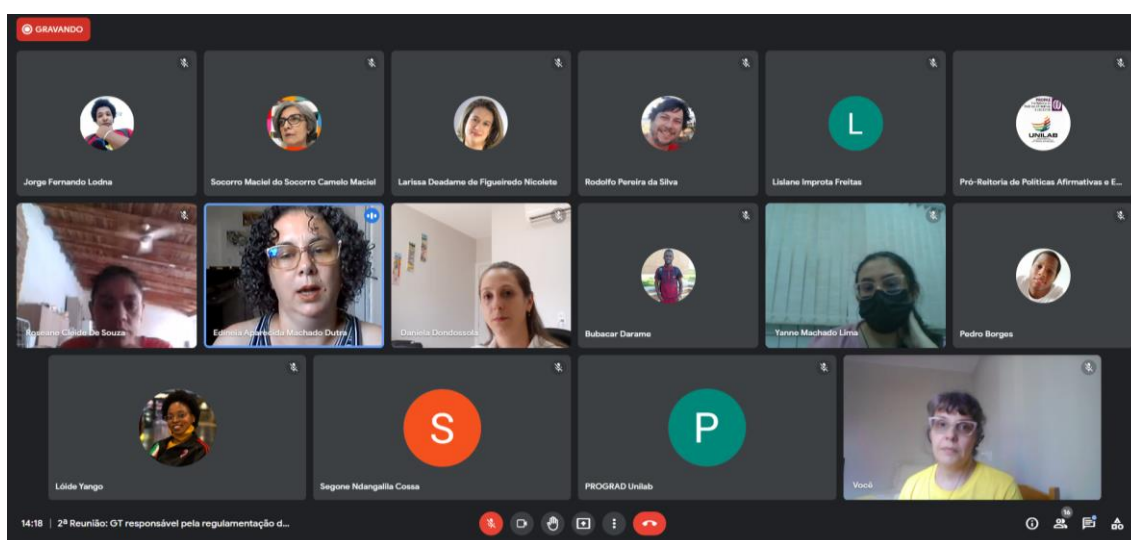 GRAVANDO
Jorge Fernando Lodna
Socorro Maciel do Socorro Camelo Maciel
Larissa Deadame de Figueiredo Nicolete
Rodolfo Pereira da Silva
L
Lislane Improta Freitas
UNILAB
Pró-Reitoria de Políticas Afirmativas e E...
Roseano Cleide De Souza
Edineia Aparecida Machado Dutra
Daniela Dondossola
Bubacar Darame
Yanne Machado Lima
Pedro Borges
Lóide Yango
S
Segone Ndangalila Cossa
P
PROGRAD Unilab
Você
14:18 | 2ª Reunião: GT responsável pela regulamentação d...
16